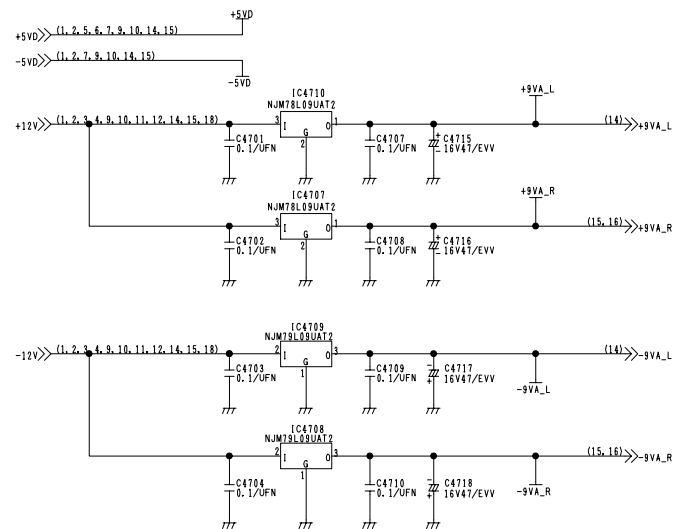 +5VD
+5VD (1, 2, 5, 6, 7, 9, 10, 14, 15)
-5VD (1, 2, 7, 9, 10, 14, 15)
-5VD
IC4710
NJM78L09UAT2
+9VA_L
+12V (1, 2, 3, 4, 9, 10, 11, 12, 14, 15, 18)
3 I O 1
G
2
(14) +9VA_L
C4701
0.1/UFN
C4707
0.1/UFN
+
-
C4715
16V47/EVV
IC4707
NJM78L09UAT2
+9VA_R
3 I O 1
G
2
(15, 16) +9VA_R
C4702
0.1/UFN
C4708
0.1/UFN
+
-
C4716
16V47/EVV
IC4709
NJM79L09UAT2
-12V (1, 2, 3, 4, 9, 10, 11, 12, 14, 15, 18)
2 I O 3
G
1
(14) -9VA_L
C4703
0.1/UFN
C4709
0.1/UFN
-
+
C4717
16V47/EVV
-9VA_L
IC4708
NJM79L09UAT2
2 I O 3
G
1
(15, 16) -9VA_R
C4704
0.1/UFN
C4710
0.1/UFN
-
+
C4718
16V47/EVV
-9VA_R